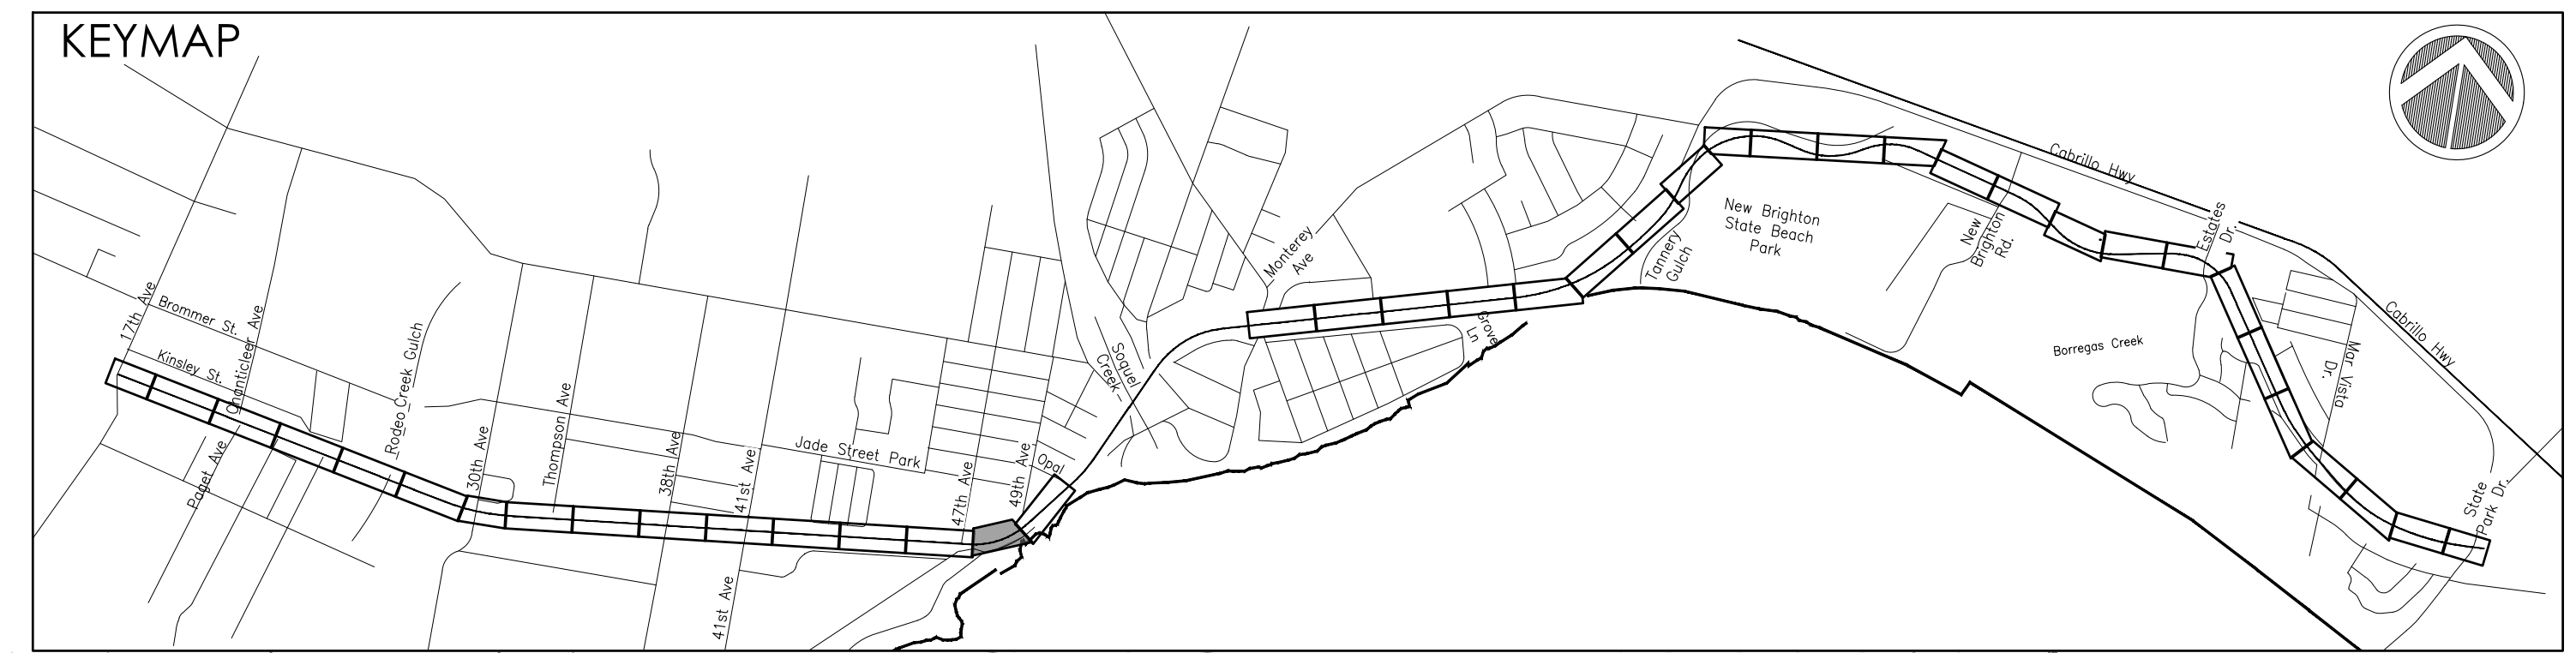 KEYMAP
17th Ave
Brommer St.
Kinsley St.
Chanticleer Ave
Paget Ave
Rodeo Creek Gulch
30th Ave
Thompson Ave
38th Ave
41st Ave
41st Ave
Jade Street Park
47th Ave
49th Ave
Opal
Soquel
Creek
Monterey
Ave
Grove
Ln
Tannery
Gulch
New Brighton
State Beach
Park
New
Brighton
Rd.
Cabrillo Hwy
Estates
Dr.
Borregas Creek
Mar Vista
Dr.
Cabrillo Hwy
State
Park Dr.